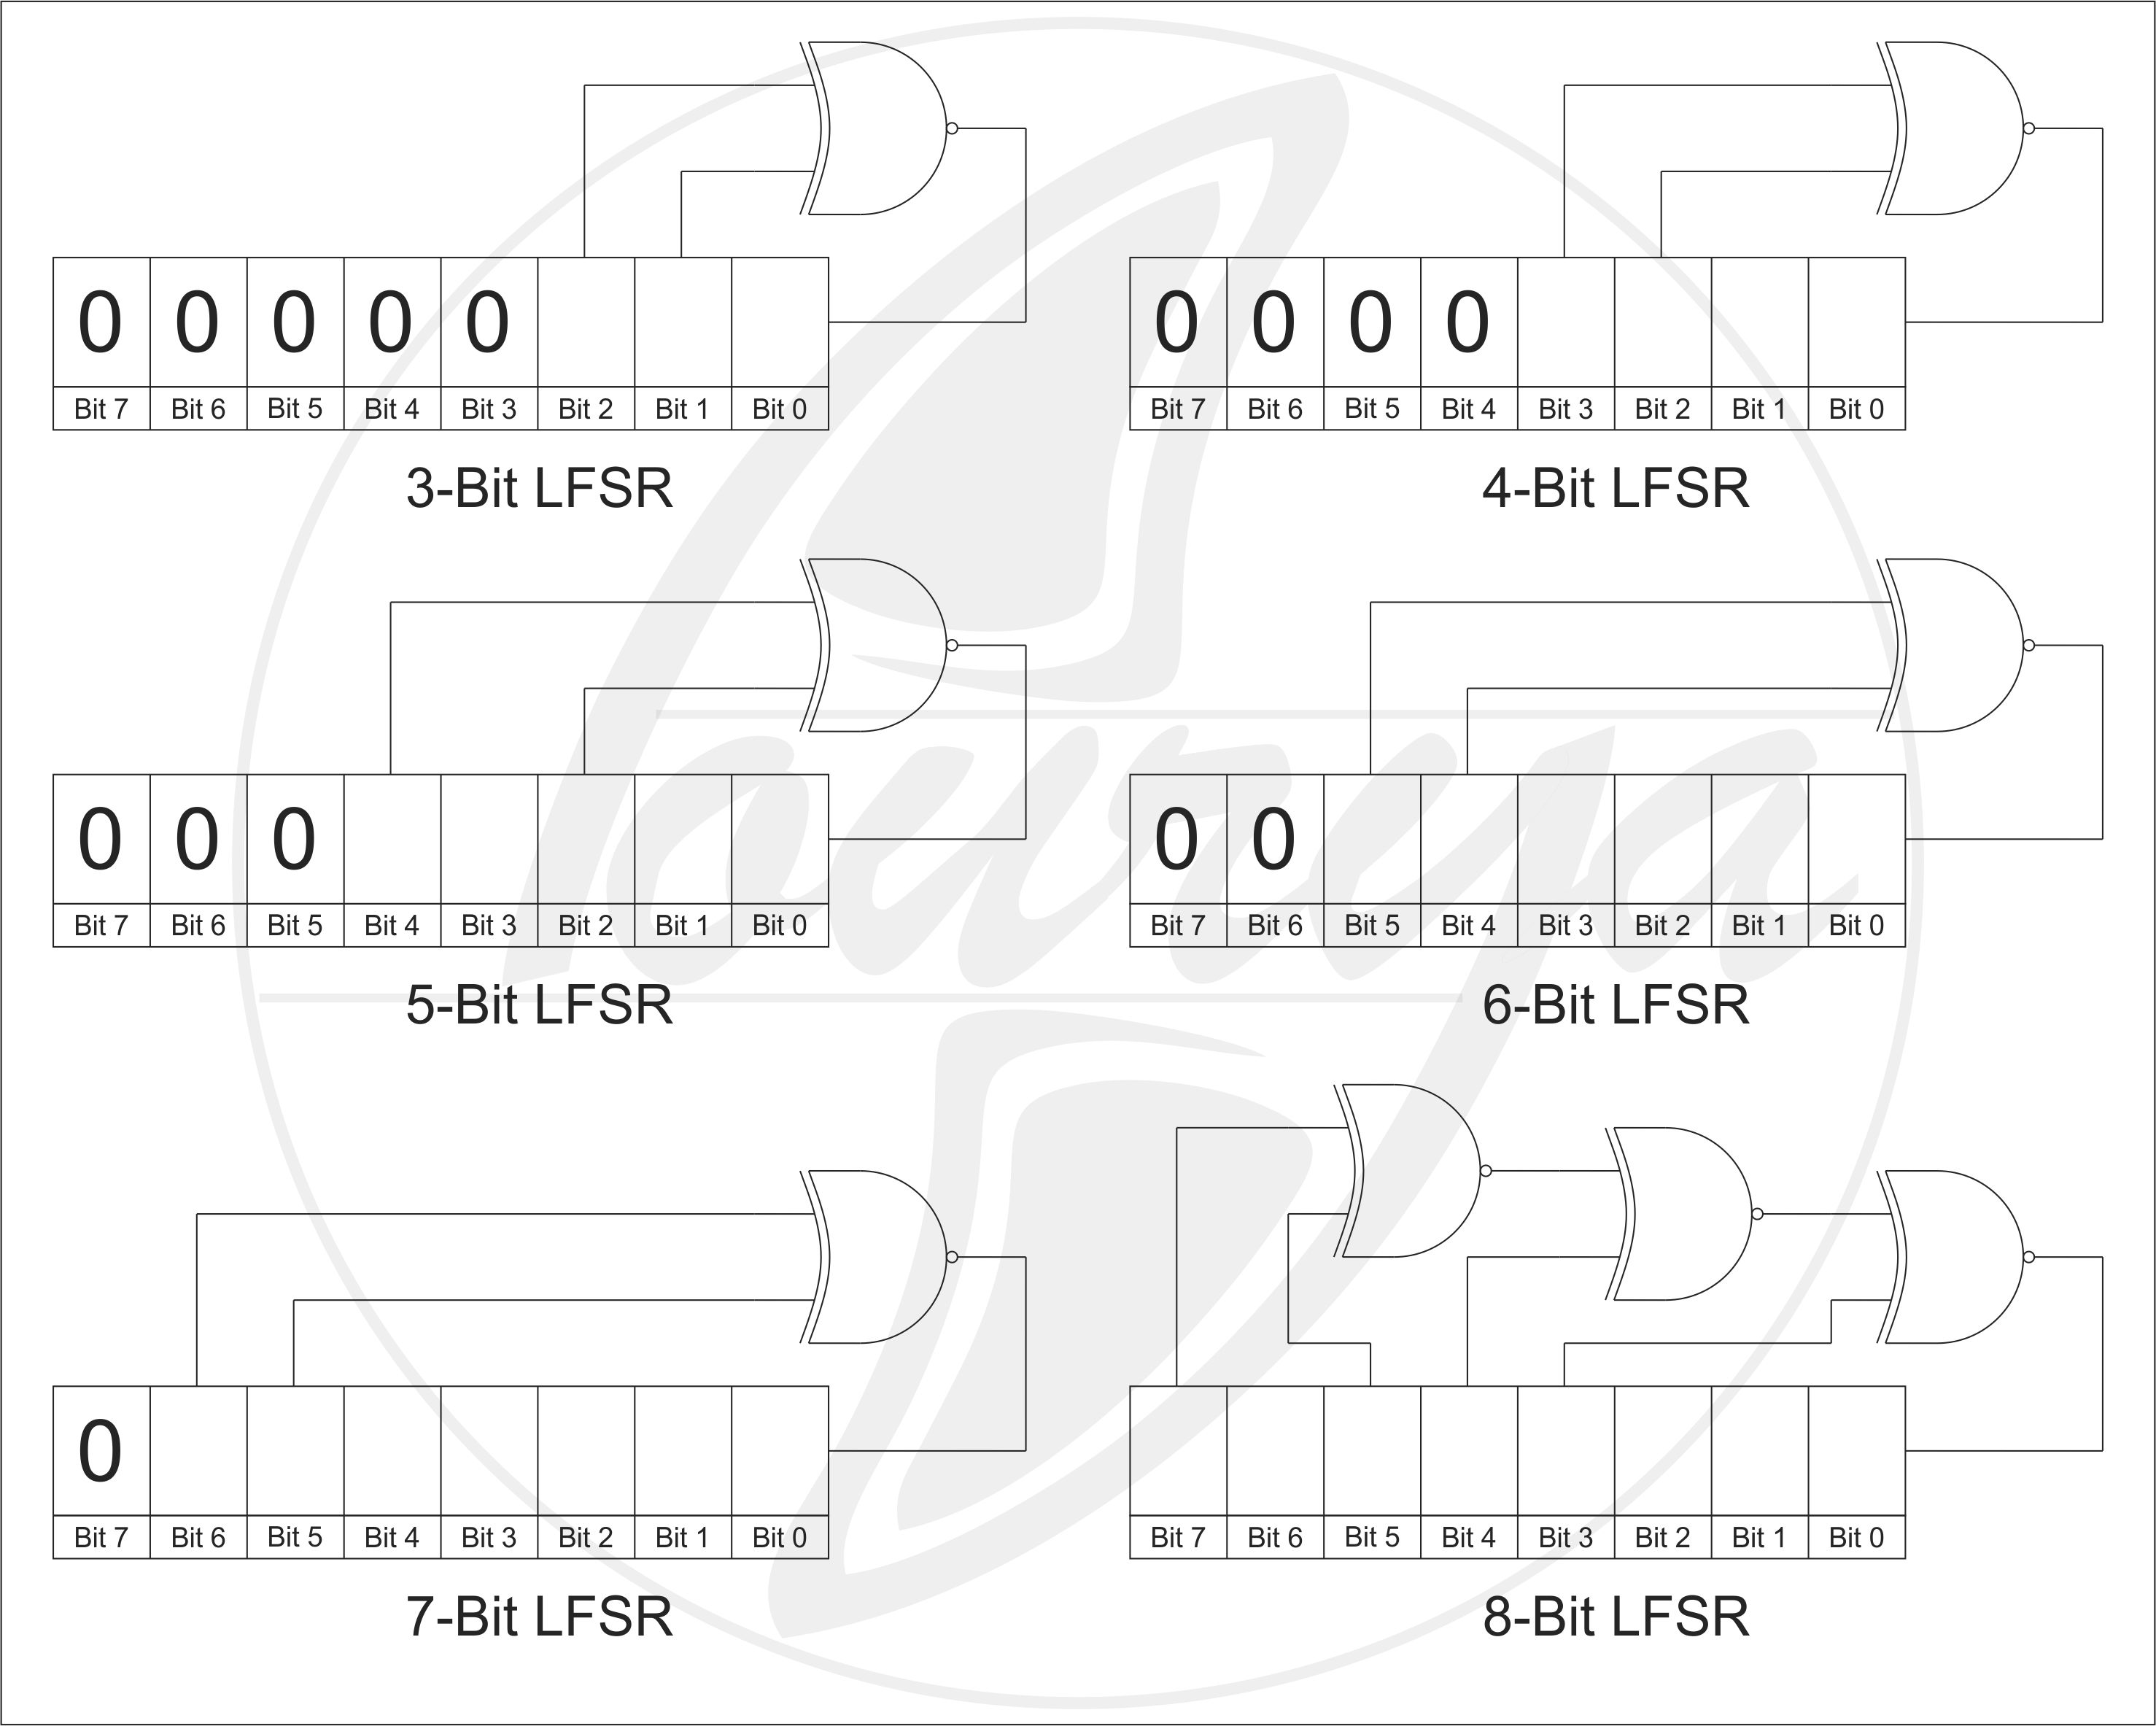 0 0 0 0 0
Bit 7 Bit 6 Bit 5 Bit 4 Bit 3 Bit 2 Bit 1 Bit 0
3-Bit LFSR
0 0 0 0
Bit 7 Bit 6 Bit 5 Bit 4 Bit 3 Bit 2 Bit 1 Bit 0
4-Bit LFSR
0 0 0
Bit 7 Bit 6 Bit 5 Bit 4 Bit 3 Bit 2 Bit 1 Bit 0
5-Bit LFSR
0 0
Bit 7 Bit 6 Bit 5 Bit 4 Bit 3 Bit 2 Bit 1 Bit 0
6-Bit LFSR
0
Bit 7 Bit 6 Bit 5 Bit 4 Bit 3 Bit 2 Bit 1 Bit 0
7-Bit LFSR
Bit 7 Bit 6 Bit 5 Bit 4 Bit 3 Bit 2 Bit 1 Bit 0
8-Bit LFSR